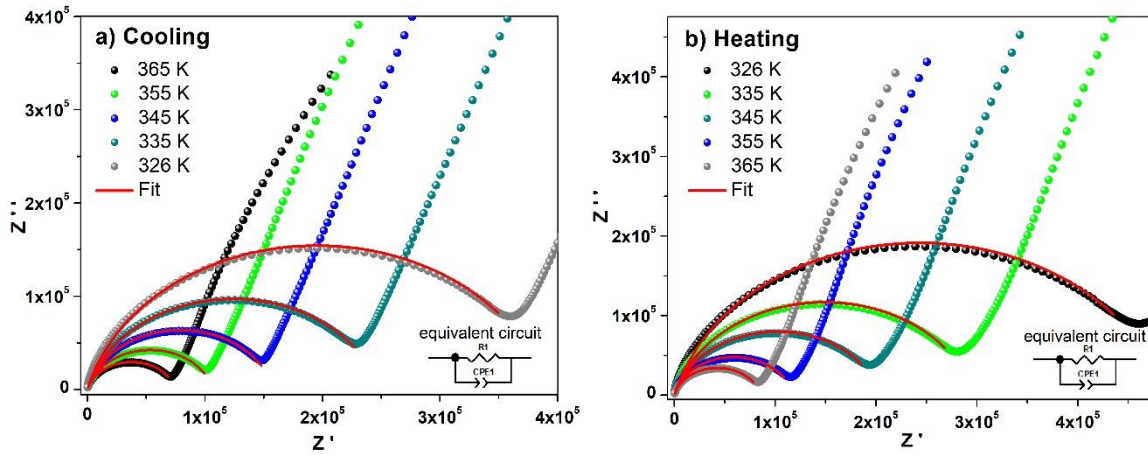 a) Cooling
365 K
355 K
345 K
335 K
326 K
Fit
Z''
4x10⁵
3x10⁵
2x10⁵
1x10⁵
0
equivalent circuit
R1
CPE1
0 1x10⁵ 2x10⁵ 3x10⁵ 4x10⁵
Z'
b) Heating
326 K
335 K
345 K
355 K
365 K
Fit
Z''
4x10⁵
3x10⁵
2x10⁵
1x10⁵
0
equivalent circuit
R1
CPE1
0 1x10⁵ 2x10⁵ 3x10⁵ 4x10⁵
Z'